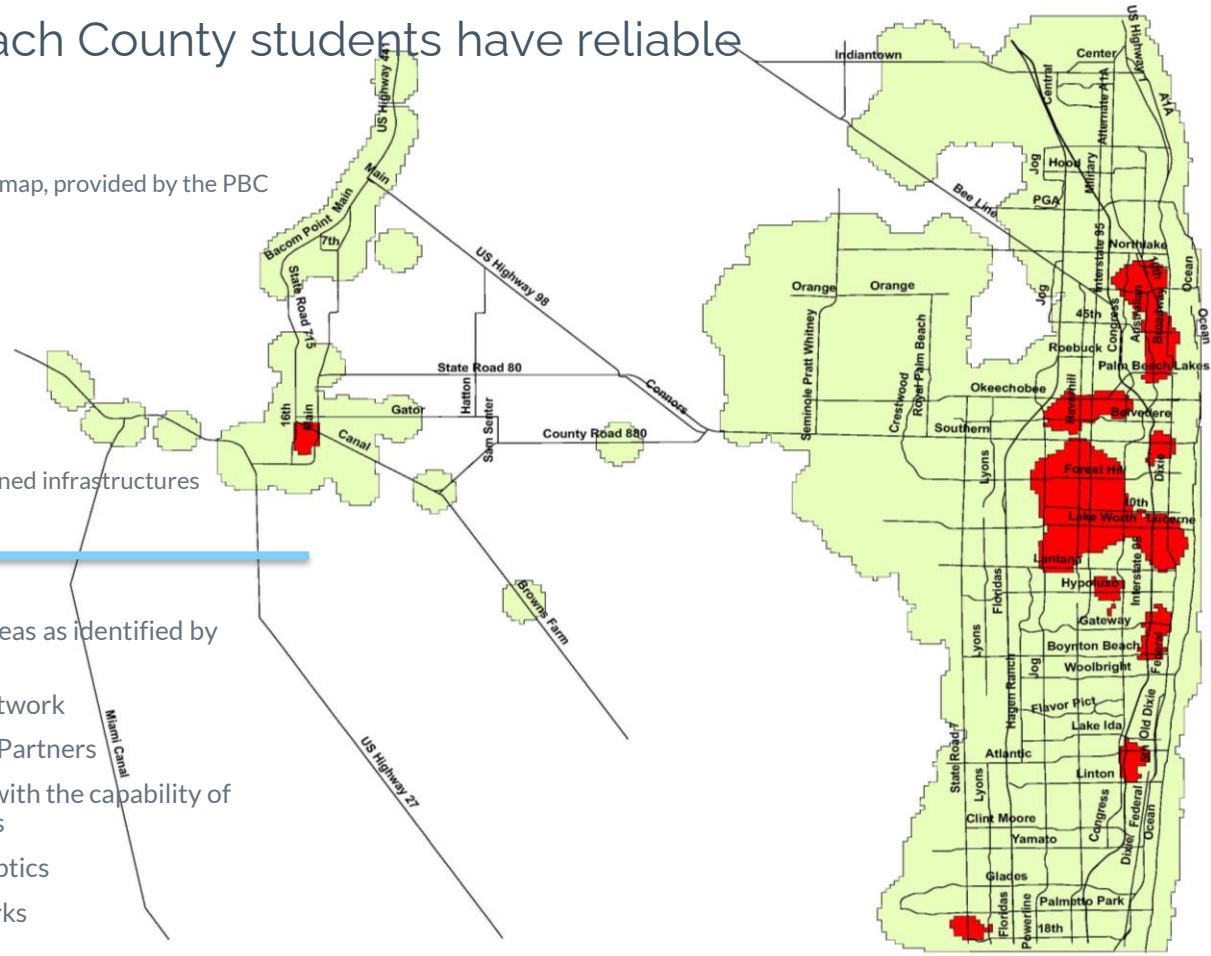 ach County students have reliable
map, provided by the PBC
ned infrastructures
eas as identified by
twork
Partners
with the capability of
s
ptics
rks
US Highway 441
Main
Main
Bacom Point
7th
State Road 715
US Highway 98
State Road 80
Hatton
Connors
16th
Main
Gator
Canal
Sam Senter
County Road 880
Browns Farm
Miami Canal
US Highway 27
Indiantown
Center
US Highway 1
Central
Alternate A1A
A1A
Jog
Hood
Military
Bee Line
PGA
Interstate 95
Northlake
Ocean
Orange
Orange
Jog
45th
Congress
Australian
Broadway
Ocean
Seminole Pratt Whitney
Royal Palm Beach
Crestwood
Roebuck
Palm Beach Lakes
Okeechobee
Haverhill
Belvedere
Southern
Lyons
Forest Hill
Dixie
10th
Lake Worth
Lucerne
Lantana
Interstate 95
Hypoluxo
Floridas
Gateway
Lyons
Boynton Beach
Federal
Woolbright
Jog
Hagen Ranch
Flavor Pict
Old Dixie
Lake Ida
State Road 7
Atlantic
5th
Linton
Lyons
Congress
Federal
Ocean
Clint Moore
Yamato
Dixie
Glades
Palmetto Park
Floridas
Powerline
18th